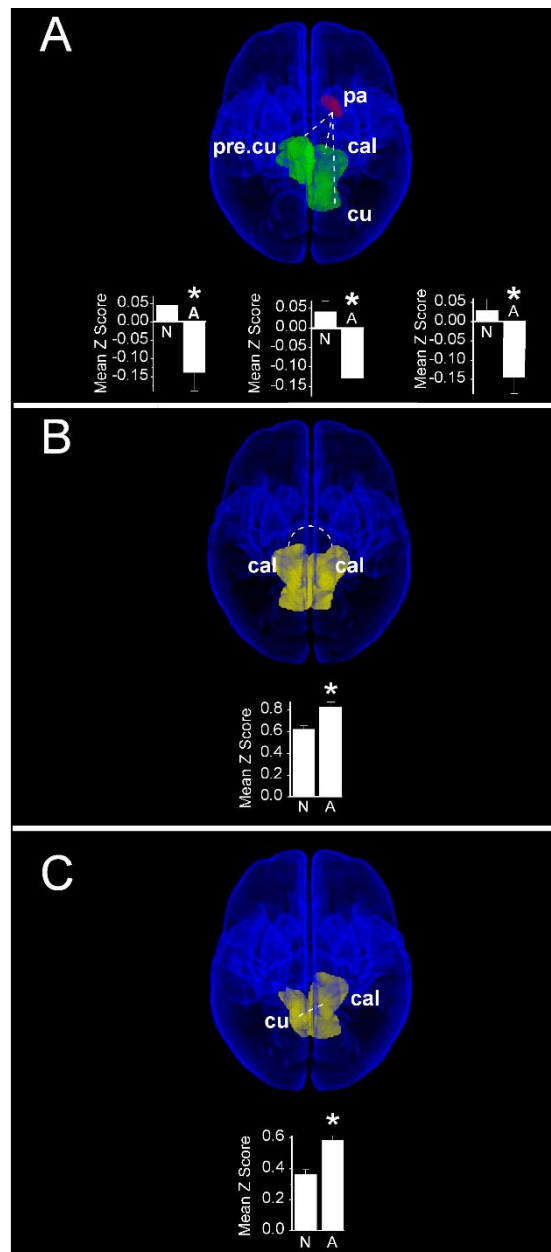 A
pa
pre.cu
cal
cu
Mean Z Score
0.05
0.00
-0.05
-0.10
-0.15
N
*
A
Mean Z Score
0.05
0.00
-0.05
-0.10
-0.15
N
*
A
Mean Z Score
0.05
0.00
-0.05
-0.10
-0.15
N
*
A
B
cal
cal
Mean Z Score
0.8
0.6
0.4
0.2
0.0
*
N A
C
cal
cu
Mean Z Score
0.6
0.4
0.2
0.0
*
N A